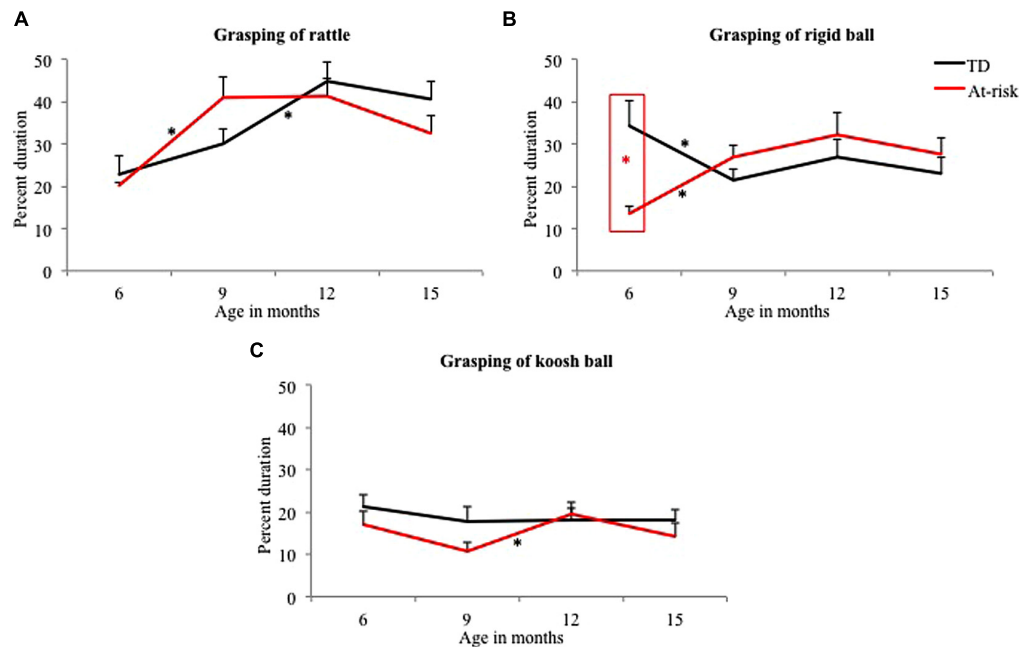 A
Grasping of rattle
Percent duration
50
40
30
20
10
0
*
*
6 9 12 15
Age in months
B
Grasping of rigid ball
TD
At-risk
Percent duration
50
40
30
20
10
0
*
*
*
6 9 12 15
Age in months
C
Grasping of koosh ball
Percent duration
50
40
30
20
10
0
*
6 9 12 15
Age in months